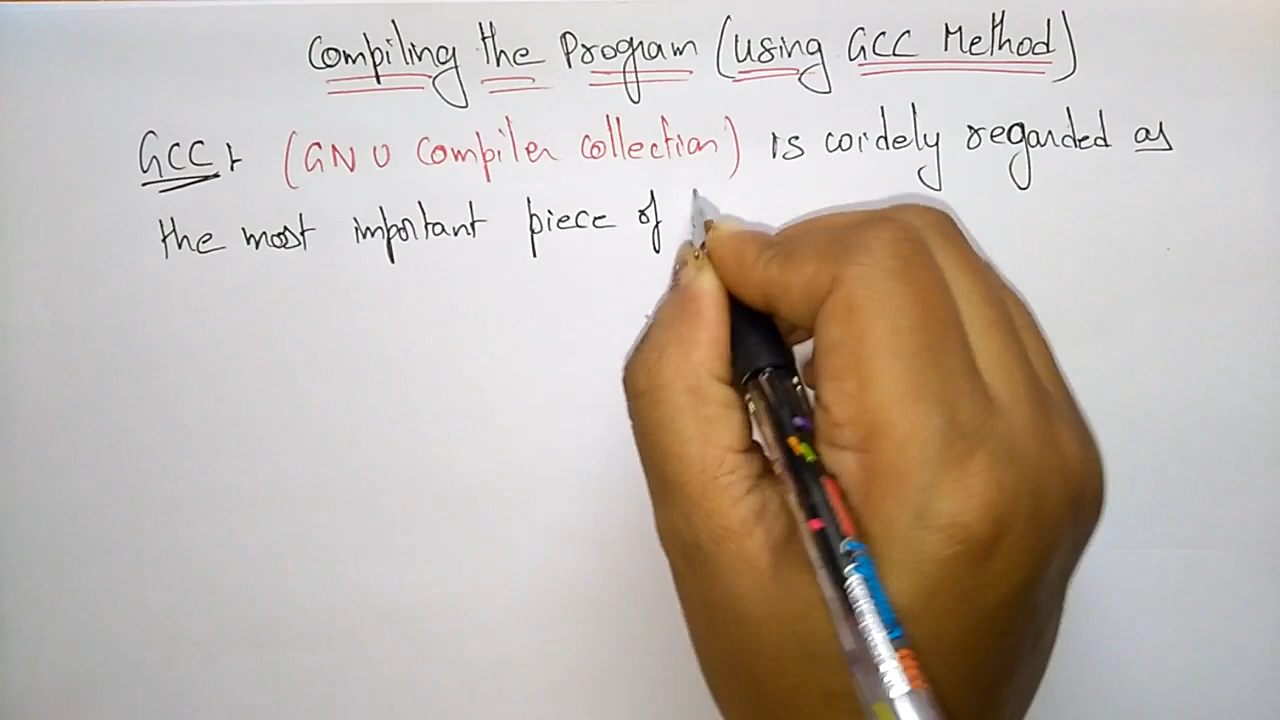 Compiling the Program (using GCC Method)
GCC: (GNU Compiler Collection) is widely regarded as
the most important piece of